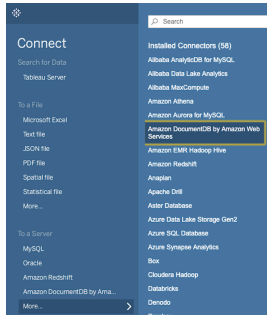 Connect
Search for Data
Tableau Server
To a File
Microsoft Excel
Text file
JSON file
PDF file
Spatial file
Statistical file
More...
To a Server
MySQL
Oracle
Amazon Redshift
Amazon DocumentDB by Ama...
More...
Search
Installed Connectors (58)
Alibaba AnalyticDB for MySQL
Alibaba Data Lake Analytics
Alibaba MaxCompute
Amazon Athena
Amazon Aurora for MySQL
Amazon DocumentDB by Amazon Web
Services
Amazon EMR Hadoop Hive
Amazon Redshift
Anaplan
Apache Drill
Aster Database
Azure Data Lake Storage Gen2
Azure SQL Database
Azure Synapse Analytics
Box
Cloudera Hadoop
Databricks
Denodo